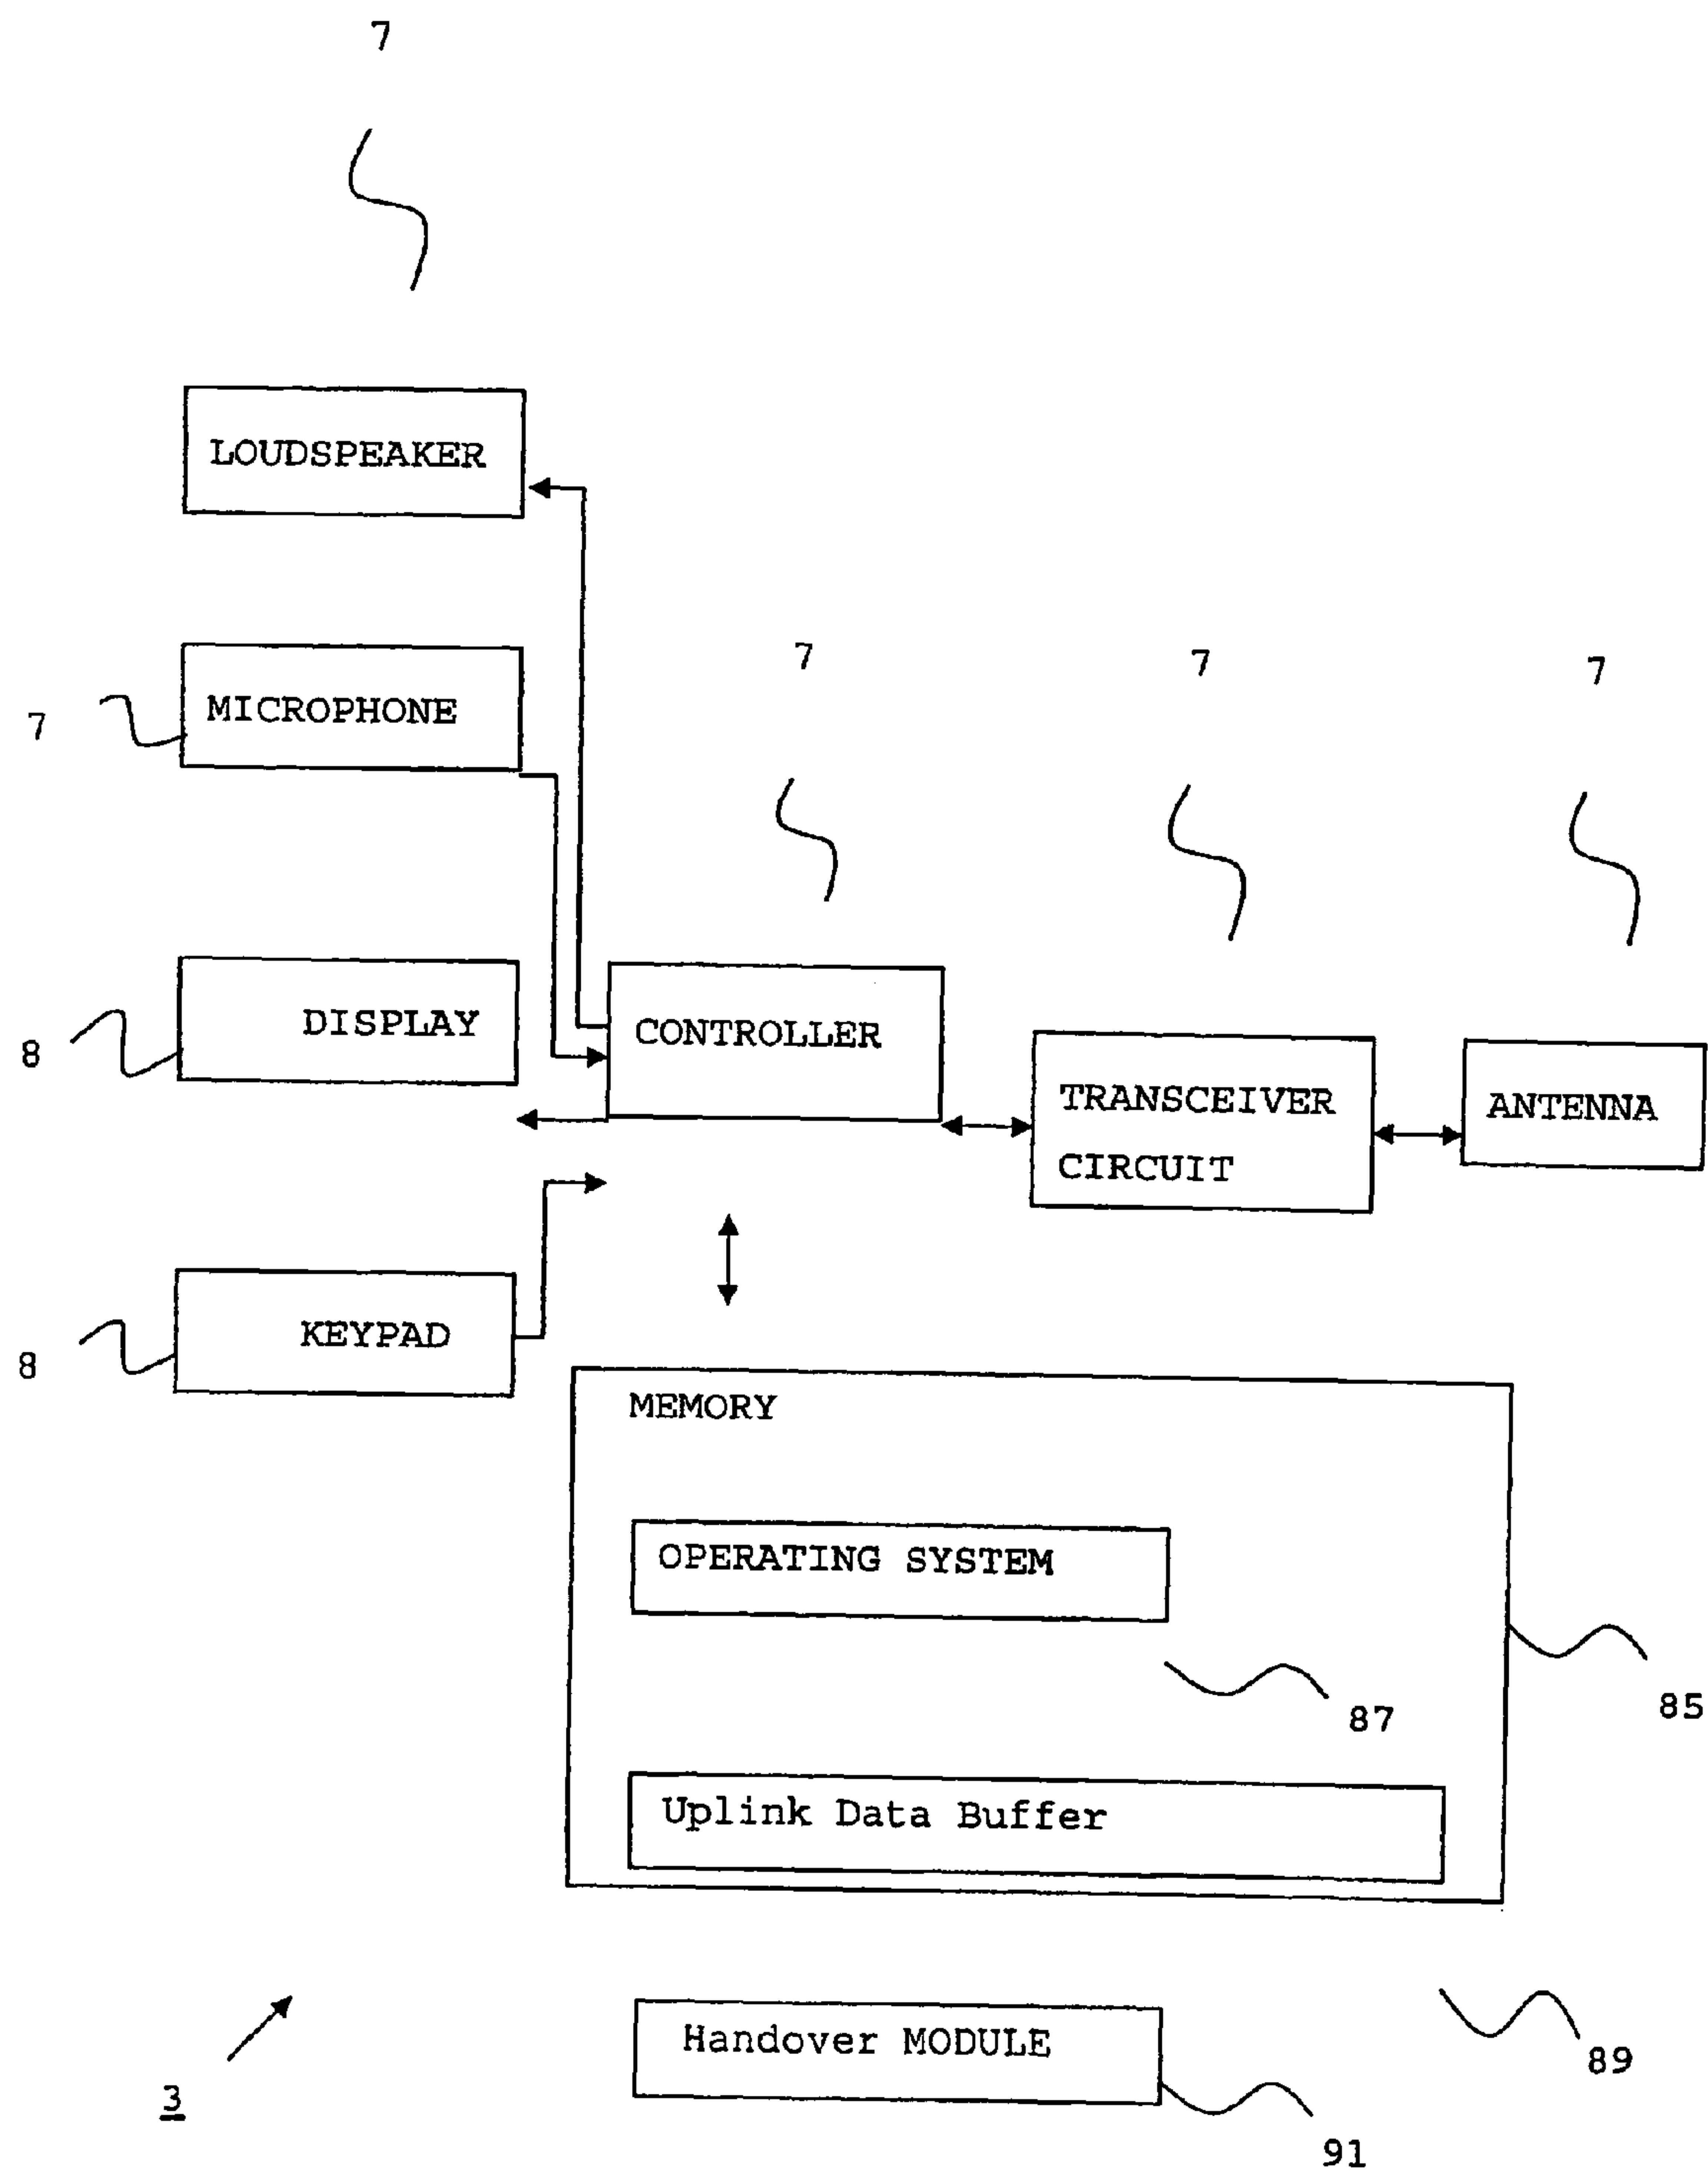 7
LOUDSPEAKER
7
MICROPHONE
7
7
7
8
DISPLAY
CONTROLLER
TRANSCEIVER
CIRCUIT
ANTENNA
8
KEYPAD
MEMORY
OPERATING SYSTEM
87
85
Uplink Data Buffer
Handover MODULE
89
3
91